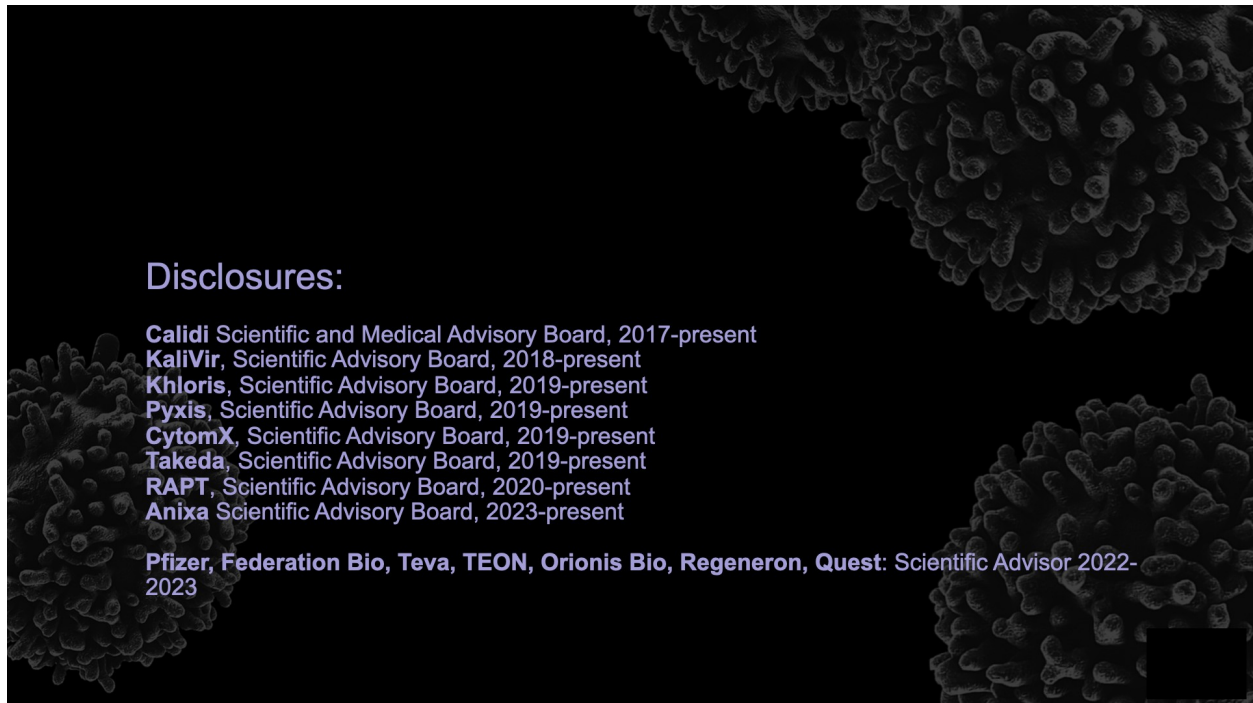 Disclosures:
Calidi Scientific and Medical Advisory Board, 2017-present
KaliVir, Scientific Advisory Board, 2018-present
Khloris, Scientific Advisory Board, 2019-present
Pyxis, Scientific Advisory Board, 2019-present
CytomX, Scientific Advisory Board, 2019-present
Takeda, Scientific Advisory Board, 2019-present
RAPT, Scientific Advisory Board, 2020-present
Anixa Scientific Advisory Board, 2023-present
Pfizer, Federation Bio, Teva, TEON, Orionis Bio, Regeneron, Quest: Scientific Advisor 2022-
2023